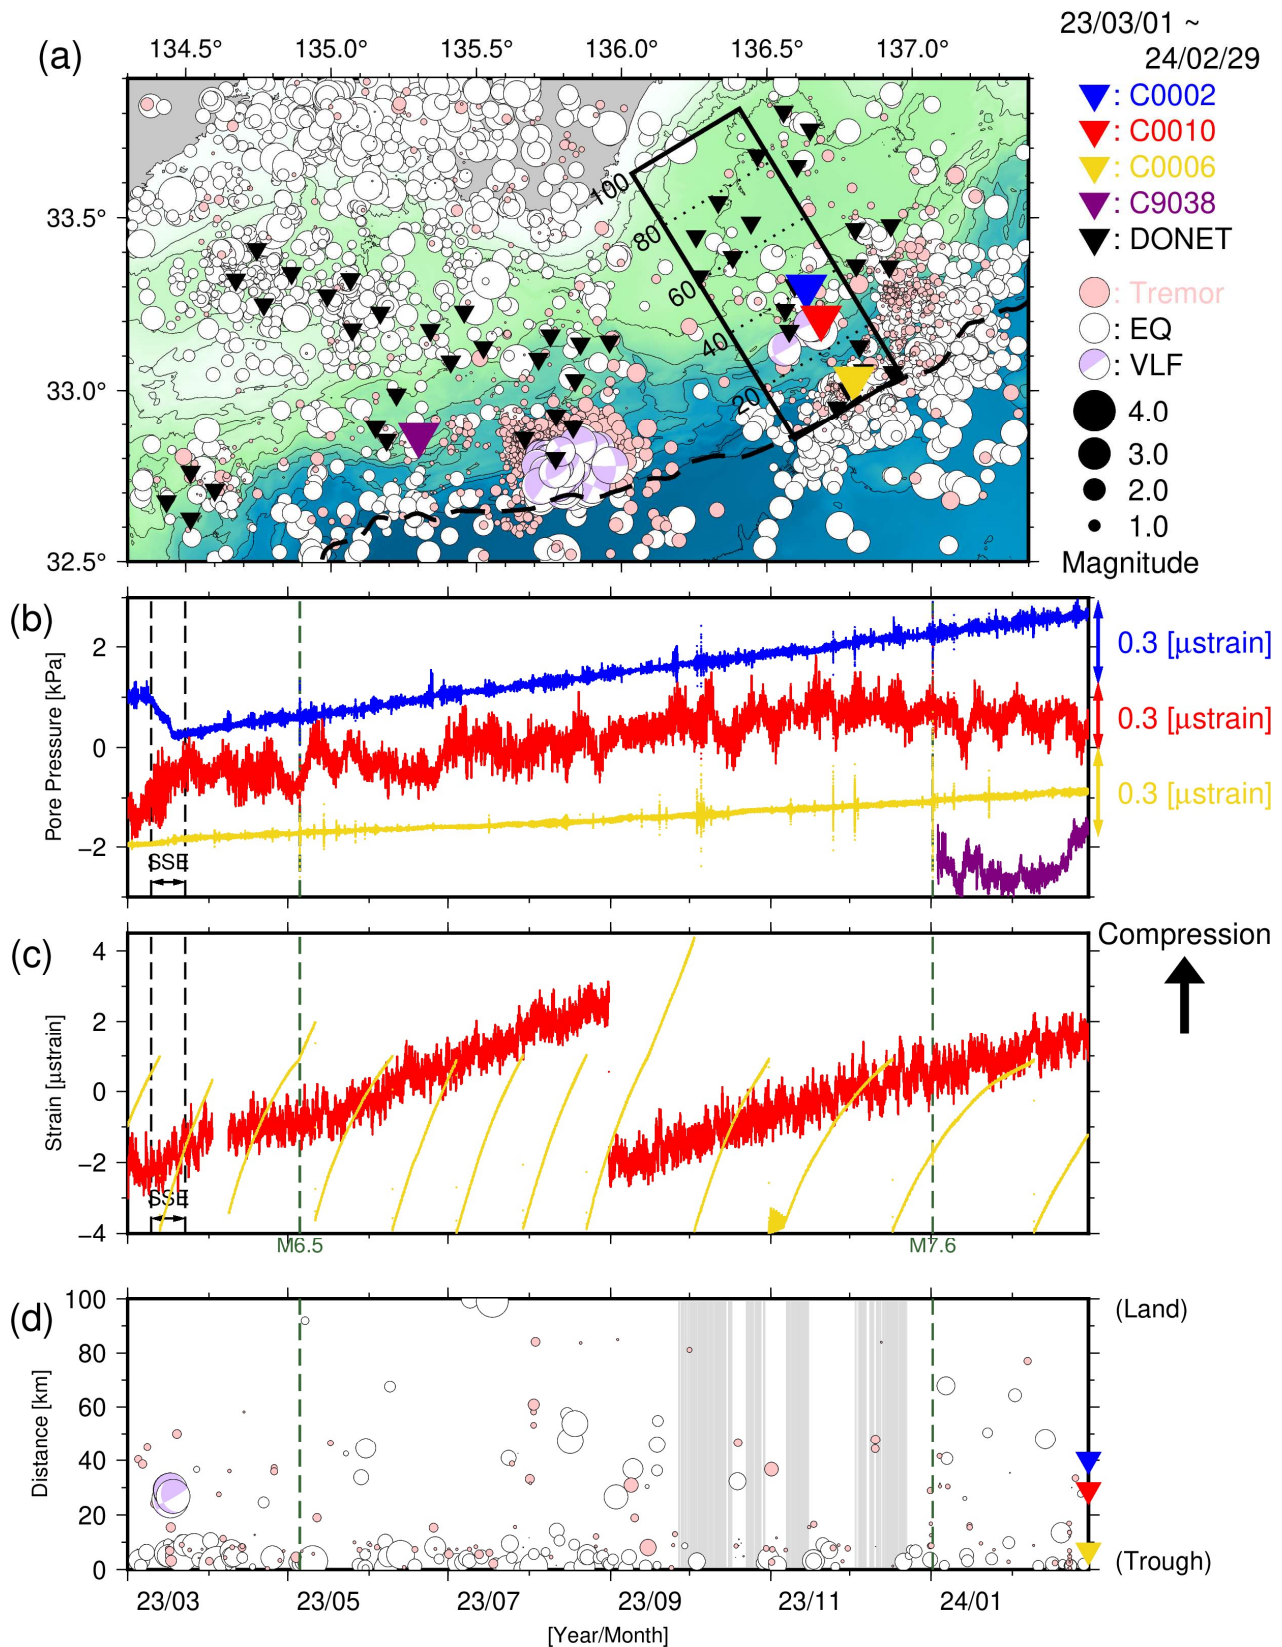 (a)
134.5° 135.0° 135.5° 136.0° 136.5° 137.0°
23/03/01 ~
24/02/29
: C0002
: C0010
: C0006
: C9038
: DONET
: Tremor
: EQ
: VLF
4.0
3.0
2.0
1.0
Magnitude
33.5°
33.0°
32.5°
100
80
60
40
20
(b)
Pore Pressure [kPa]
2
0
−2
SSE
0.3 [μstrain]
0.3 [μstrain]
0.3 [μstrain]
(c)
Strain [μstrain]
4
2
0
−2
−4
SSE
M6.5
M7.6
Compression
(d)
Distance [km]
100
80
60
40
20
0
(Land)
(Trough)
23/03 23/05 23/07 23/09 23/11 24/01
[Year/Month]